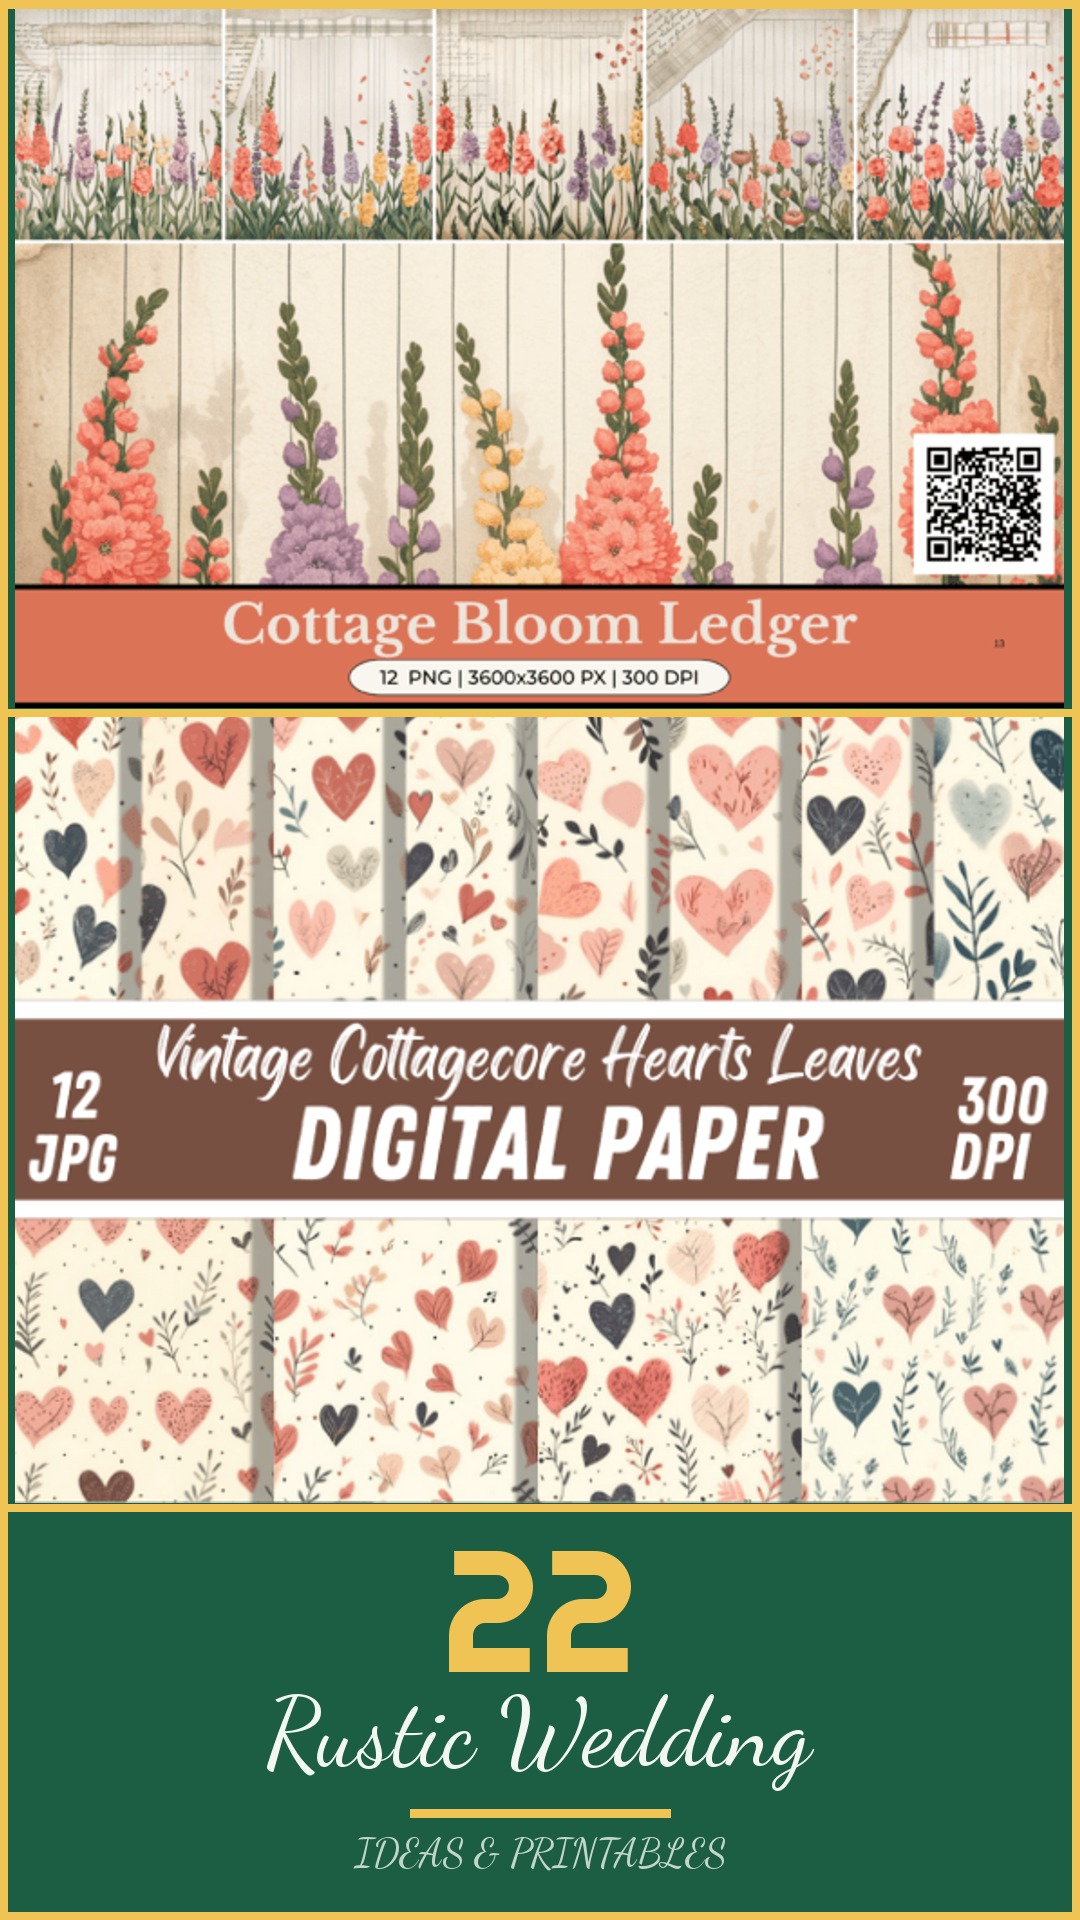 Cottage Bloom Ledger
13
12 PNG | 3600x3600 PX | 300 DPI
Vintage Cottagecore Hearts Leaves
12
JPG
DIGITAL PAPER
300
DPI
22
Rustic Wedding
IDEAS & PRINTABLES